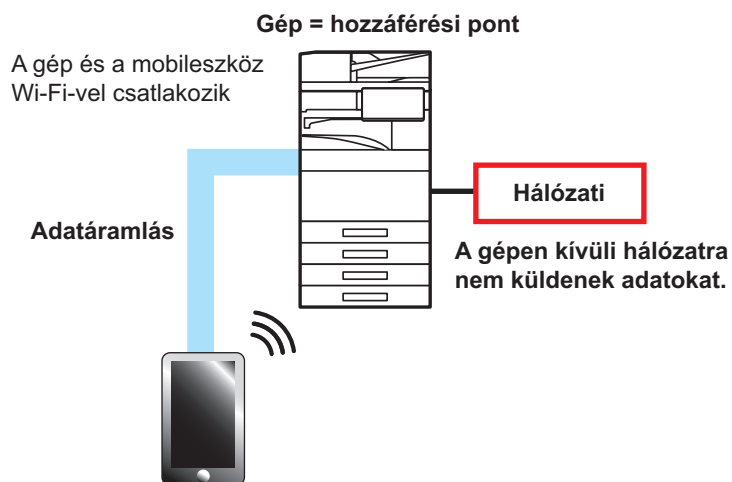 Gép = hozzáférési pont
A gép és a mobileszköz
Wi-Fi-vel csatlakozik
Hálózati
Adatáramlás
A gépen kívüli hálózatra
nem küldenek adatokat.